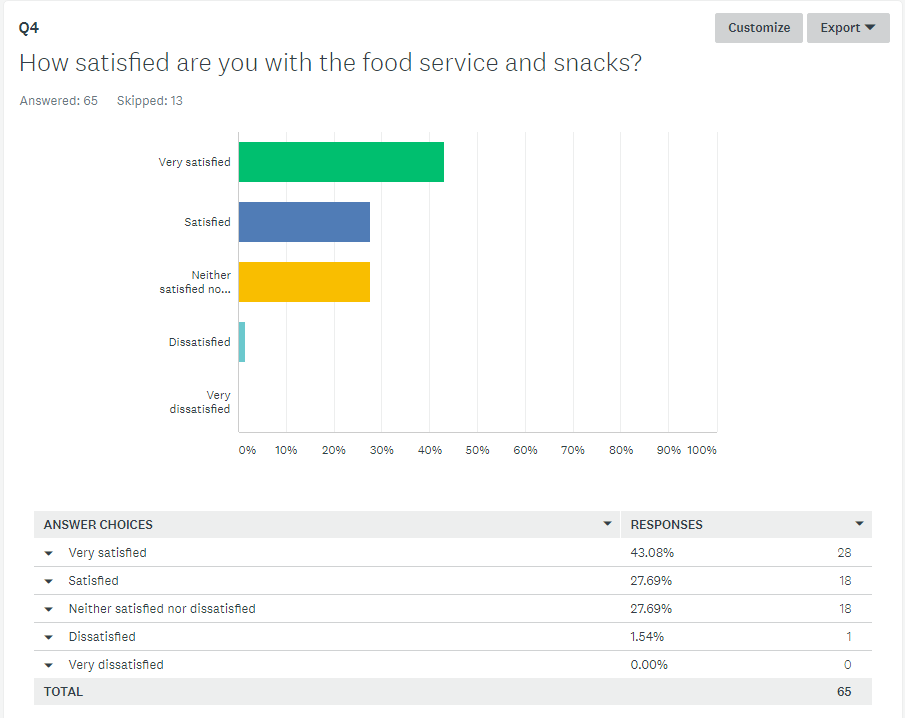 Q4
Customize
Export
How satisfied are you with the food service and snacks?
Answered: 65 Skipped: 13
Very satisfied
Satisfied
Neither
satisfied no...
Dissatisfied
Very
dissatisfied
0% 10% 20% 30% 40% 50% 60% 70% 80% 90% 100%
ANSWER CHOICES RESPONSES
Very satisfied 43.08% 28
Satisfied 27.69% 18
Neither satisfied nor dissatisfied 27.69% 18
Dissatisfied 1.54% 1
Very dissatisfied 0.00% 0
TOTAL 65